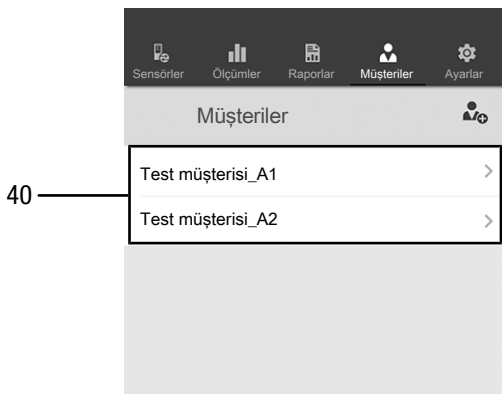 Sensörler Ölçümler Raporlar Müşteriler Ayarlar
Müşteriler
Test müşterisi_A1
40
Test müşterisi_A2